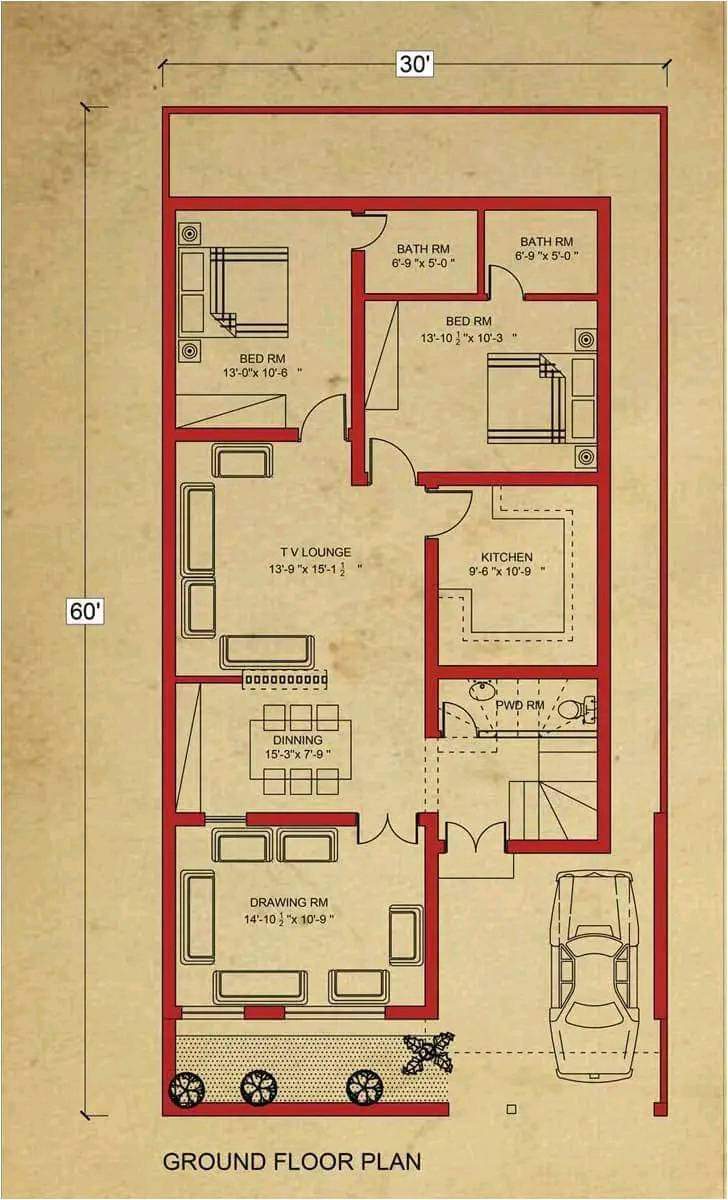 30'
BATH RM
6'-9 "x 5'-0 "
BATH RM
6'-9 "x 5'-0 "
BED RM
13'-10 1/2 "x 10'-3 "
BED RM
13'-0"x 10'-6 "
T V LOUNGE
13'-9 "x 15'-1 1/2 "
KITCHEN
9'-6 "x 10'-9 "
60'
PWD RM
DINNING
15'-3"x 7'-9 "
DRAWING RM
14'-10 1/2 "x 10'-9 "
GROUND FLOOR PLAN